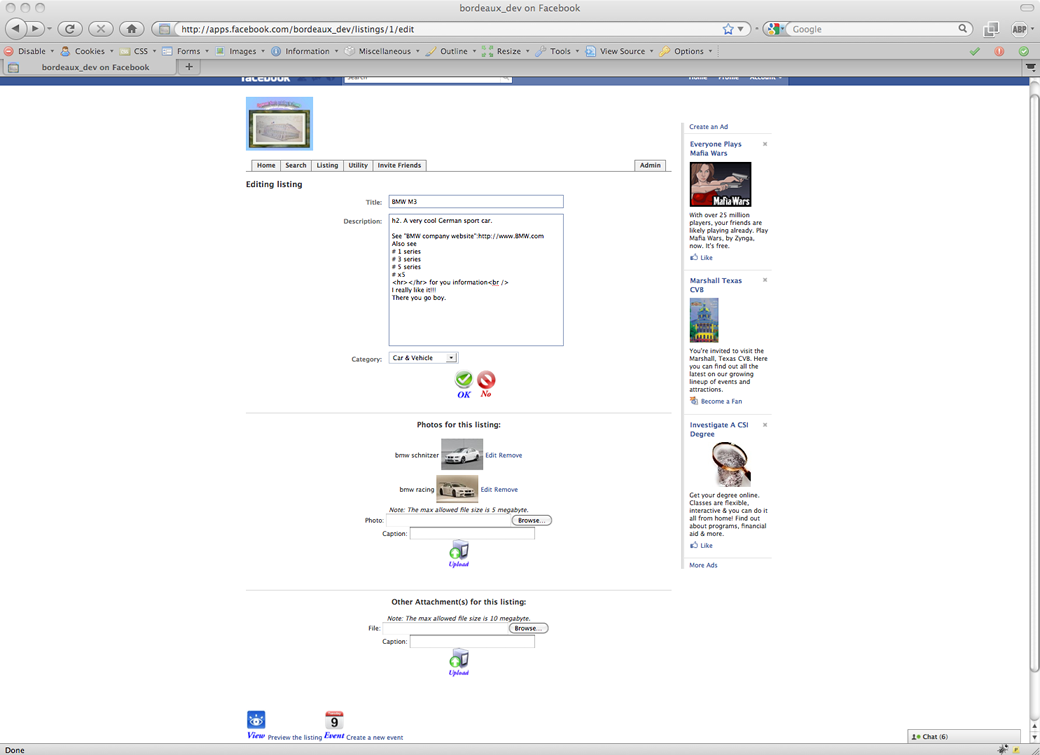 bordeaux_dev on Facebook
http://apps.facebook.com/bordeaux_dev/listings/1/edit
Google
ABP
Disable Cookies CSS Forms Images Information Miscellaneous Outline Resize Tools View Source Options
bordeaux_dev on Facebook
facebook Search Home Profile Account
Home Search Listing Utility Invite Friends Admin
Editing listing
Title: BMW M3
Description: h2. A very cool German sport car.
See "BMW company website":http://www.BMW.com
Also see
# 1 series
# 3 series
# 5 series
# x5
<hr></hr> for you information<br />
I really like it!!!
There you go boy.
Category: Car & Vehicle
OK No
Photos for this listing:
bmw schnitzer Edit Remove
bmw racing Edit Remove
Note: The max allowed file size is 5 megabyte.
Photo: Browse...
Caption:
Upload
Other Attachment(s) for this listing:
Note: The max allowed file size is 10 megabyte.
File: Browse...
Caption:
Upload
View Preview the listing 9 Event Create a new event
Create an Ad
Everyone Plays
Mafia Wars
Mafia Wars
With over 25 million
players, your friends are
likely playing already. Play
Mafia Wars, by Zynga,
now. It's free.
Like
Marshall Texas
CVB
You're invited to visit the
Marshall, Texas CVB. Here
you can find out all the
latest on our growing
lineup of events and
attractions.
Become a Fan
Investigate A CSI
Degree
Get your degree online.
Classes are flexible,
interactive & you can do it
all from home! Find out
about programs, financial
aid & more.
Like
More Ads
Chat (6)
Done